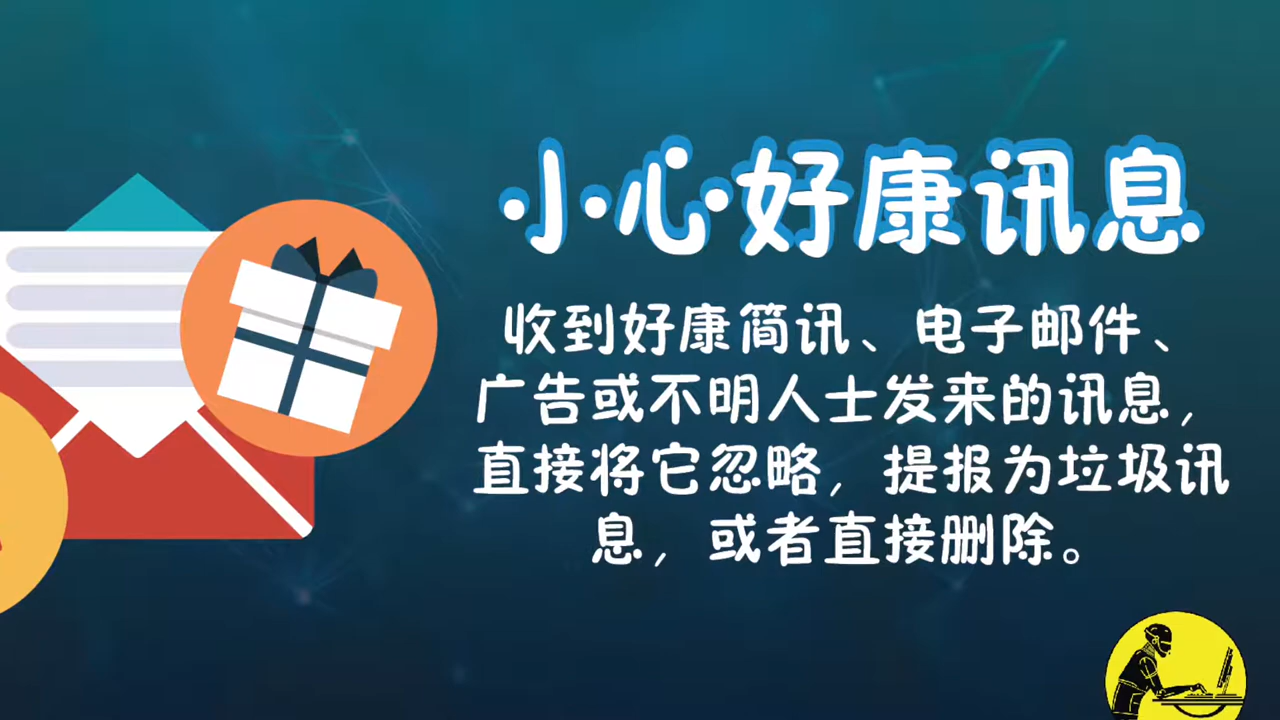 小心好康讯息
收到好康简讯、电子邮件、
广告或不明人士发来的讯息，
直接将它忽略，提报为垃圾讯
息，或者直接删除。